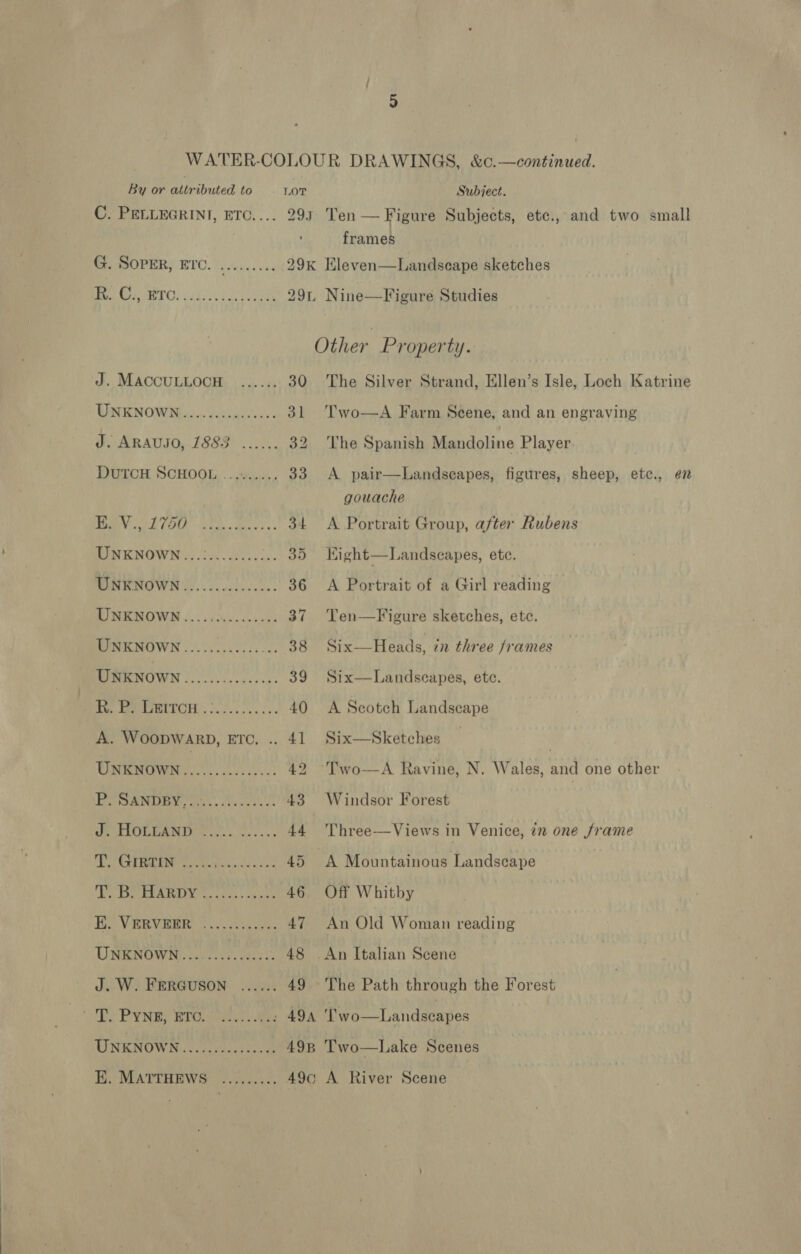 5
WATER-COLOUR DRAWINGS, &c.—continued.
By or attributed to LOT Subject.
C. PELLEGRINI, ETC.... 29J Ten — Figure Subjects, etc., and two small
frames
G. SOPER, ETC. ......... 29K Eleven—Landscape sketches
R. C., ETC. .............. 29L Nine—Figure Studies
Other Property.
J. MACCULLOCH ...... 30 The Silver Strand, Ellen's Isle, Loch Katrine
UNKNOWN .............. 31 Two—A Farm Scene, and an engraving
J. ARAUJO, 1883 ...... 32 The Spanish Mandoline Player
DUTCH SCHOOL ......... 33 A pair—Landscapes, figures, sheep, etc., en
gouache
E. V., 1750 ............ 34 A Portrait Group, after Rubens
UNKNOWN .............. 35 Eight—Landscapes, etc.
UNKNOWN .............. 36 A Portrait of a Girl reading
UNKNOWN .............. 37 Ten—Figure sketches, etc.
UNKNOWN .............. 38 Six—Heads, in three frames
UNKNOWN .............. 39 Six—Landscapes, etc.
R. P. LEITCH ............ 40 A Scotch Landscape
A. WOODWARD, ETC. .. 41 Six—Sketches
UNKNOWN .............. 42 Two—A Ravine, N. Wales, and one other
P. SANDBY .............. 43 Windsor Forest
J. HOLLAND ............ 44 Three—Views in Venice, in one frame
T. GIRTIN .............. 45 A Mountainous Landscape
T. B. HARDY ............ 46 Off Whitby
E. VERVEER ............ 47 An Old Woman reading
UNKNOWN .............. 48 An Italian Scene
J. W. FERGUSON ...... 49 The Path through the Forest
T. PYNE, ETC. .......... 49A Two—Landscapes
UNKNOWN .............. 49B Two—Lake Scenes
E. MATTHEWS ......... 49C A River Scene